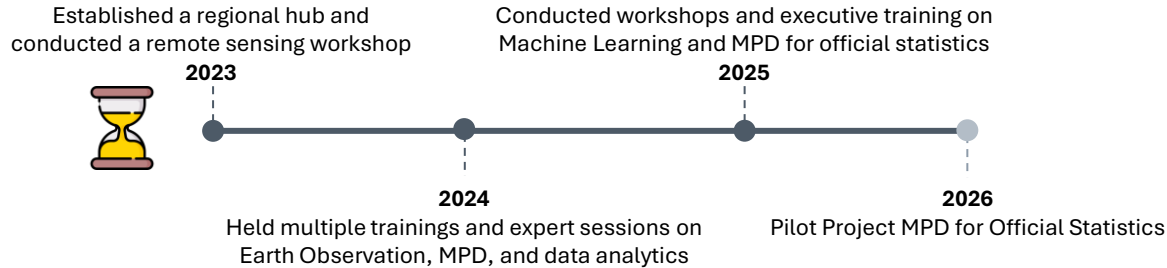 Established a regional hub and
conducted a remote sensing workshop
2023
Conducted workshops and executive training on
Machine Learning and MPD for official statistics
2025
2024
Held multiple trainings and expert sessions on
Earth Observation, MPD, and data analytics
2026
Pilot Project MPD for Official Statistics